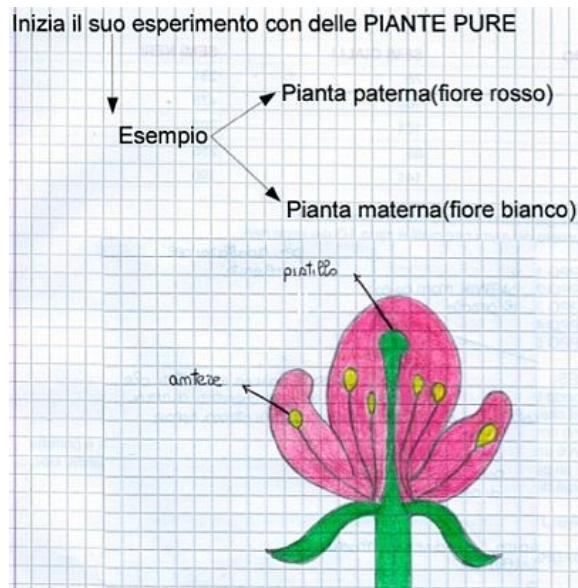 Inizia il suo esperimento con delle PIANTE PURE
Pianta paterna(fiore rosso)
Esempio
Pianta materna(fiore bianco)
pistillo
antere